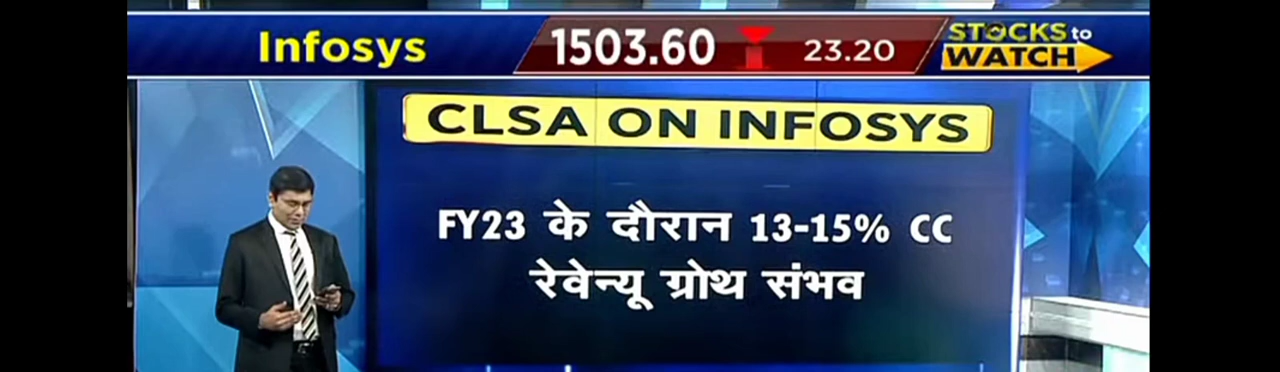 Infosys 1503.60 23.20 STOCKS to WATCH
CLSA ON INFOSYS
FY23 के दौरान 13-15% CC
रेवेन्यू ग्रोथ संभव